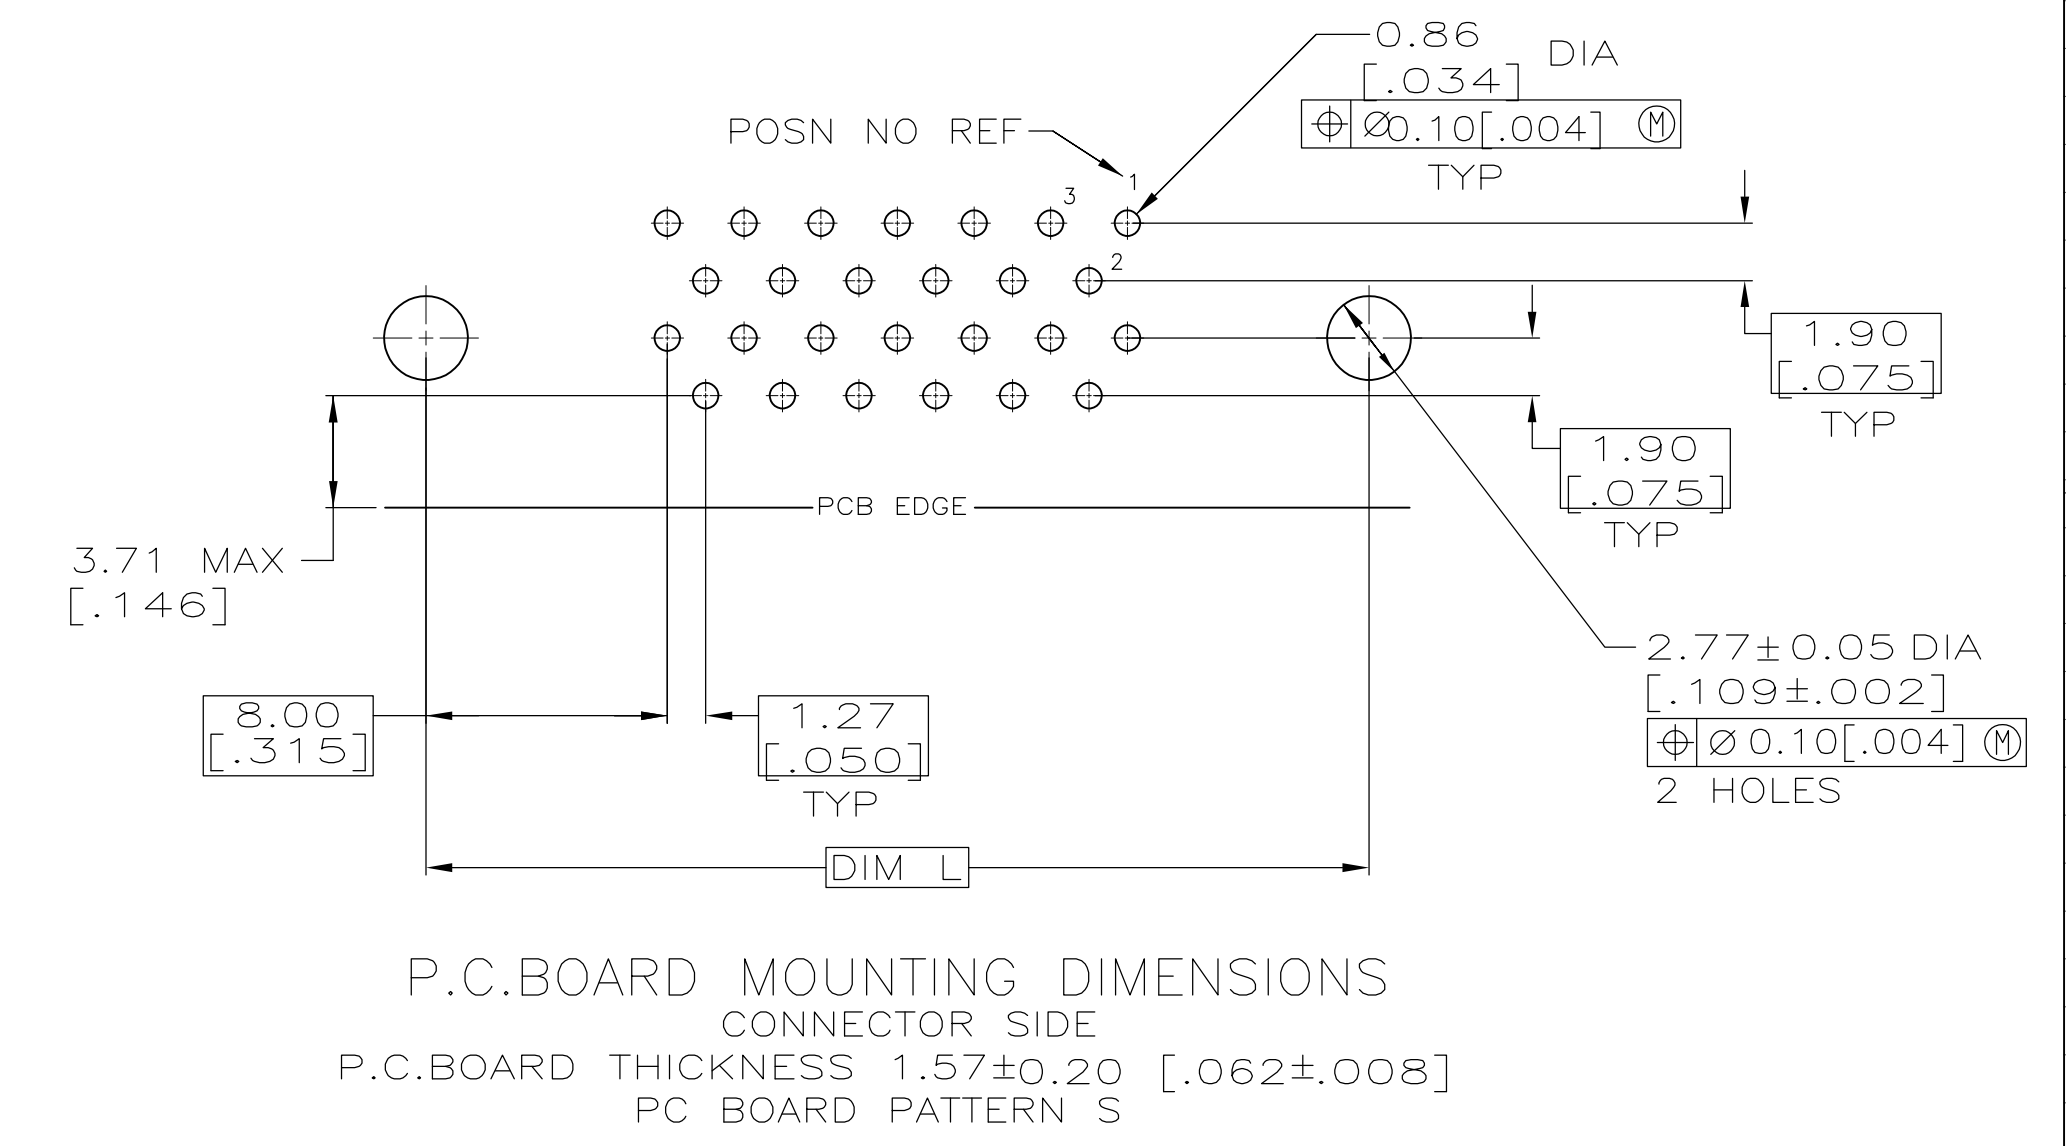 0.86
[.034] DIA
⌖ ⌀0.10[.004] Ⓜ
TYP
POSN NO REF
1
3
2
1.90
[.075]
TYP
1.90
[.075]
TYP
PCB EDGE
3.71 MAX
[.146]
2.77±0.05 DIA
[.109±.002]
⌖ ⌀0.10[.004] Ⓜ
2 HOLES
8.00
[.315]
1.27
[.050]
TYP
DIM L
P.C.BOARD MOUNTING DIMENSIONS
CONNECTOR SIDE
P.C.BOARD THICKNESS 1.57±0.20 [.062±.008]
PC BOARD PATTERN S